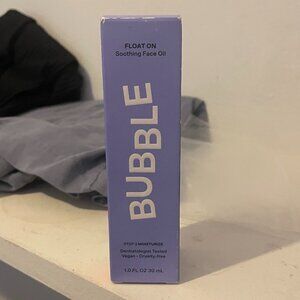 FLOAT ON
Soothing Face Oil
BUBBLE
STEP 3 MOISTURIZE
Dermatologist Tested
Vegan - Cruelty-free
1.0 FL OZ 30 mL